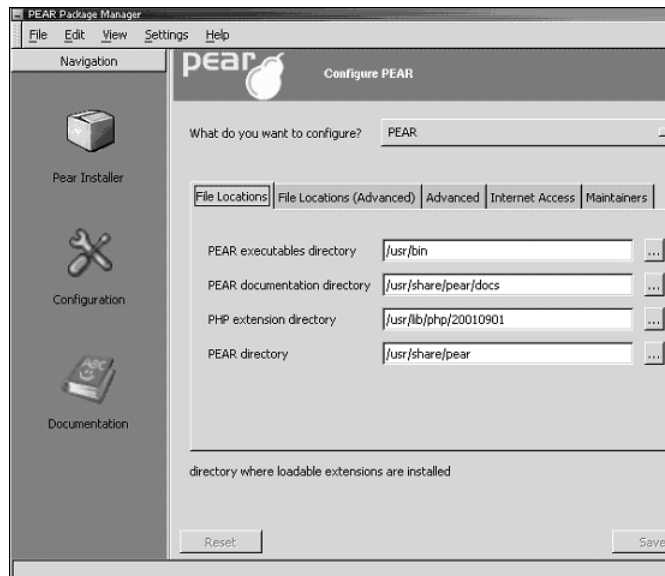 PEAR Package Manager
File Edit View Settings Help
Navigation
pear
Configure PEAR
What do you want to configure? PEAR
Pear Installer
File Locations File Locations (Advanced) Advanced Internet Access Maintainers
PEAR executables directory /usr/bin ...
PEAR documentation directory /usr/share/pear/docs ...
PHP extension directory /usr/lib/php/20010901 ...
PEAR directory /usr/share/pear ...
Configuration
ABC
Documentation
directory where loadable extensions are installed
Reset Save